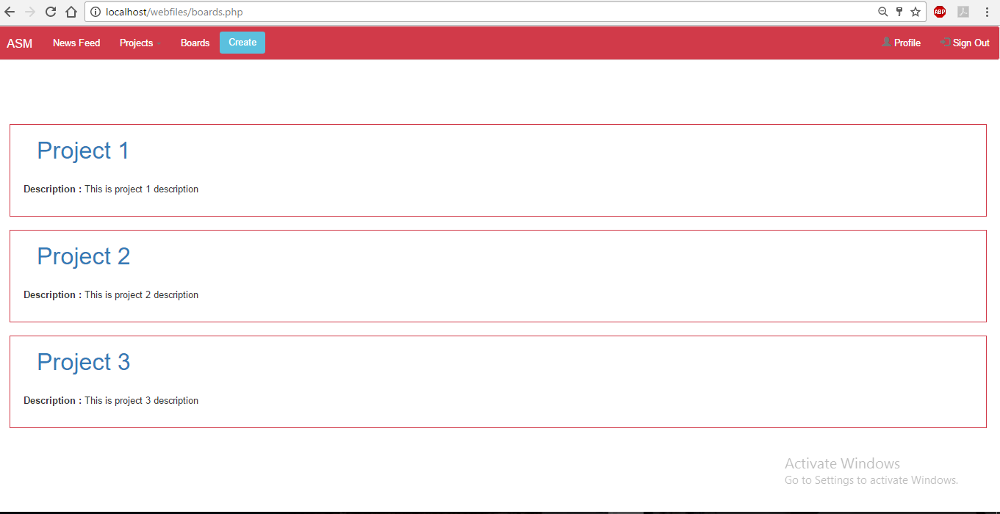 localhost/webfiles/boards.php
ABP
ASM News Feed Projects Boards Create Profile Sign Out
Project 1
Description : This is project 1 description
Project 2
Description : This is project 2 description
Project 3
Description : This is project 3 description
Activate Windows
Go to Settings to activate Windows.